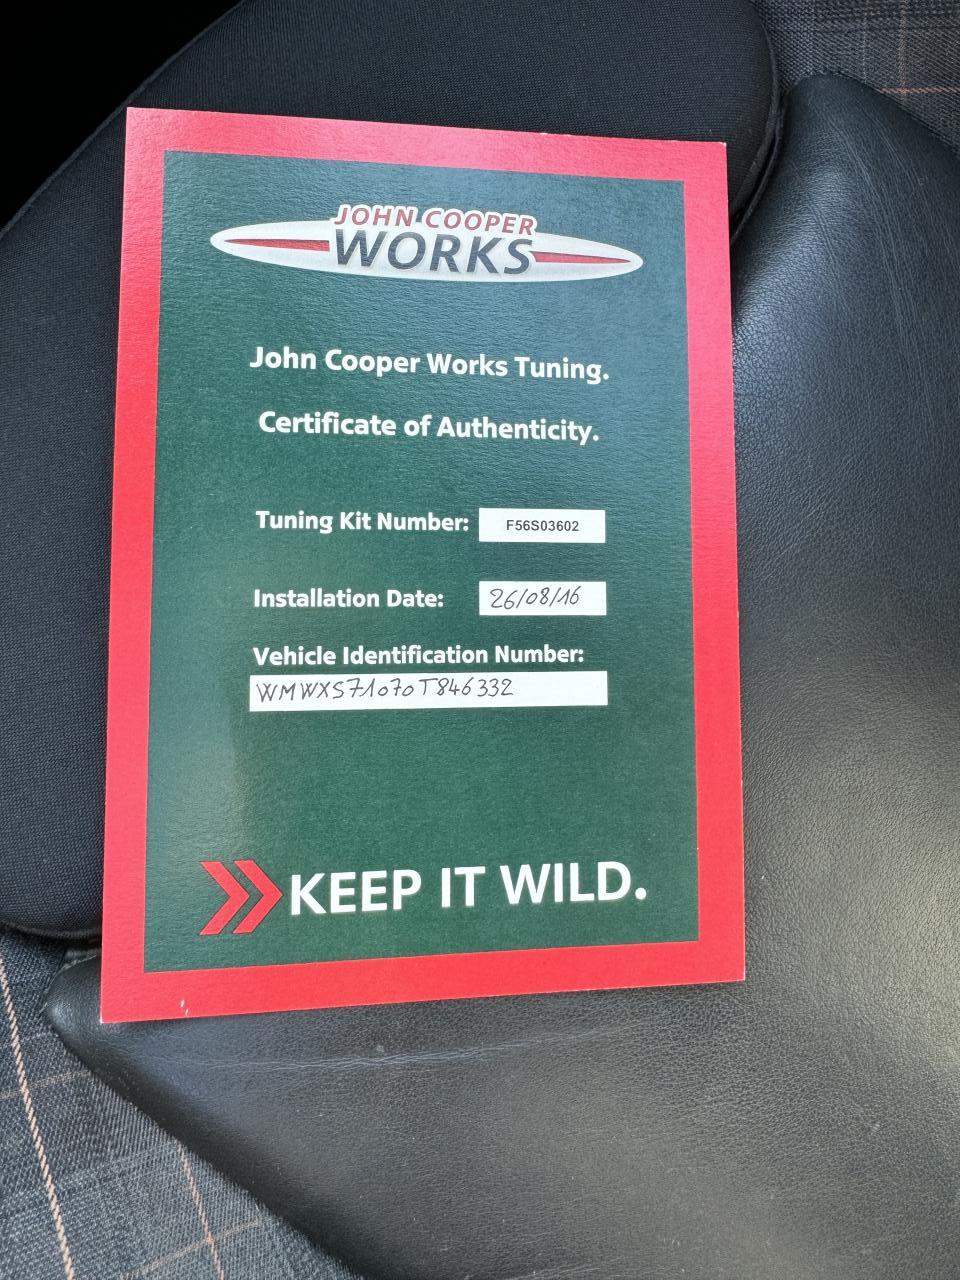 JOHN COOPER
WORKS
John Cooper Works Tuning.
Certificate of Authenticity.
Tuning Kit Number: F56S03602
Installation Date: 26/08/16
Vehicle Identification Number:
WMWXS71070T846332
KEEP IT WILD.